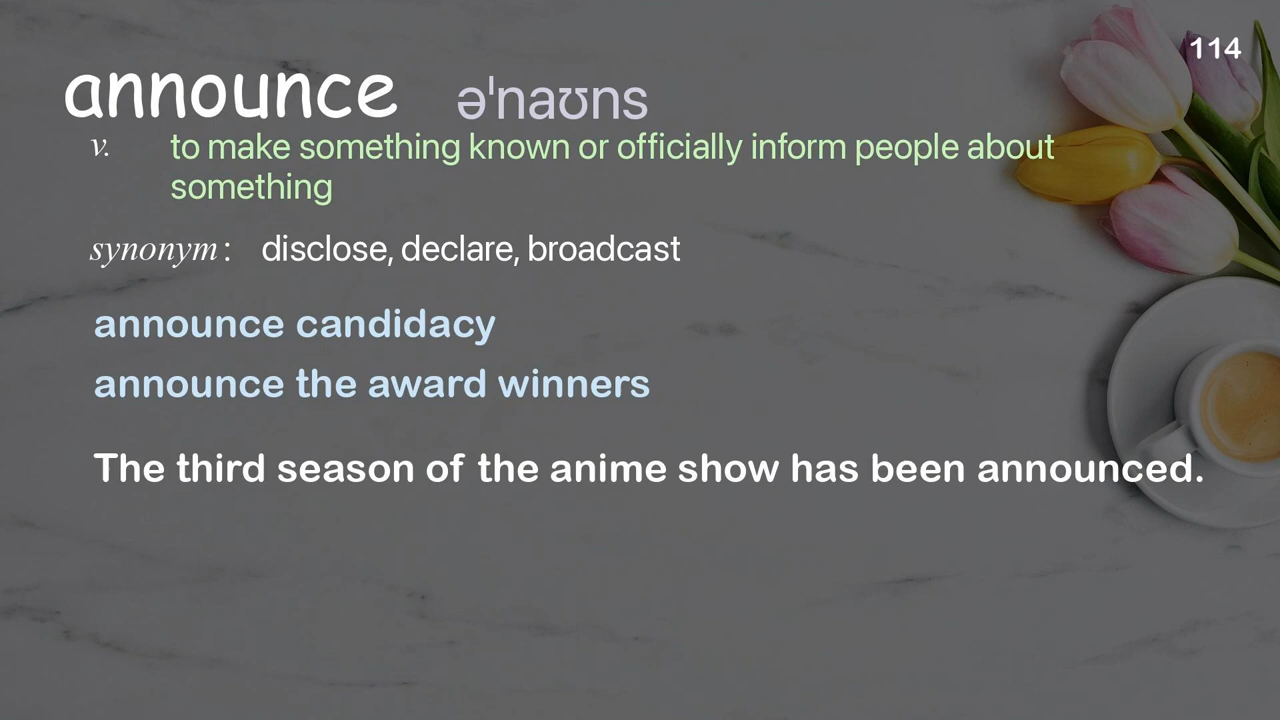 114
announce əˈnaʊns
v. to make something known or officially inform people about
something
synonym : disclose, declare, broadcast
announce candidacy
announce the award winners
The third season of the anime show has been announced.